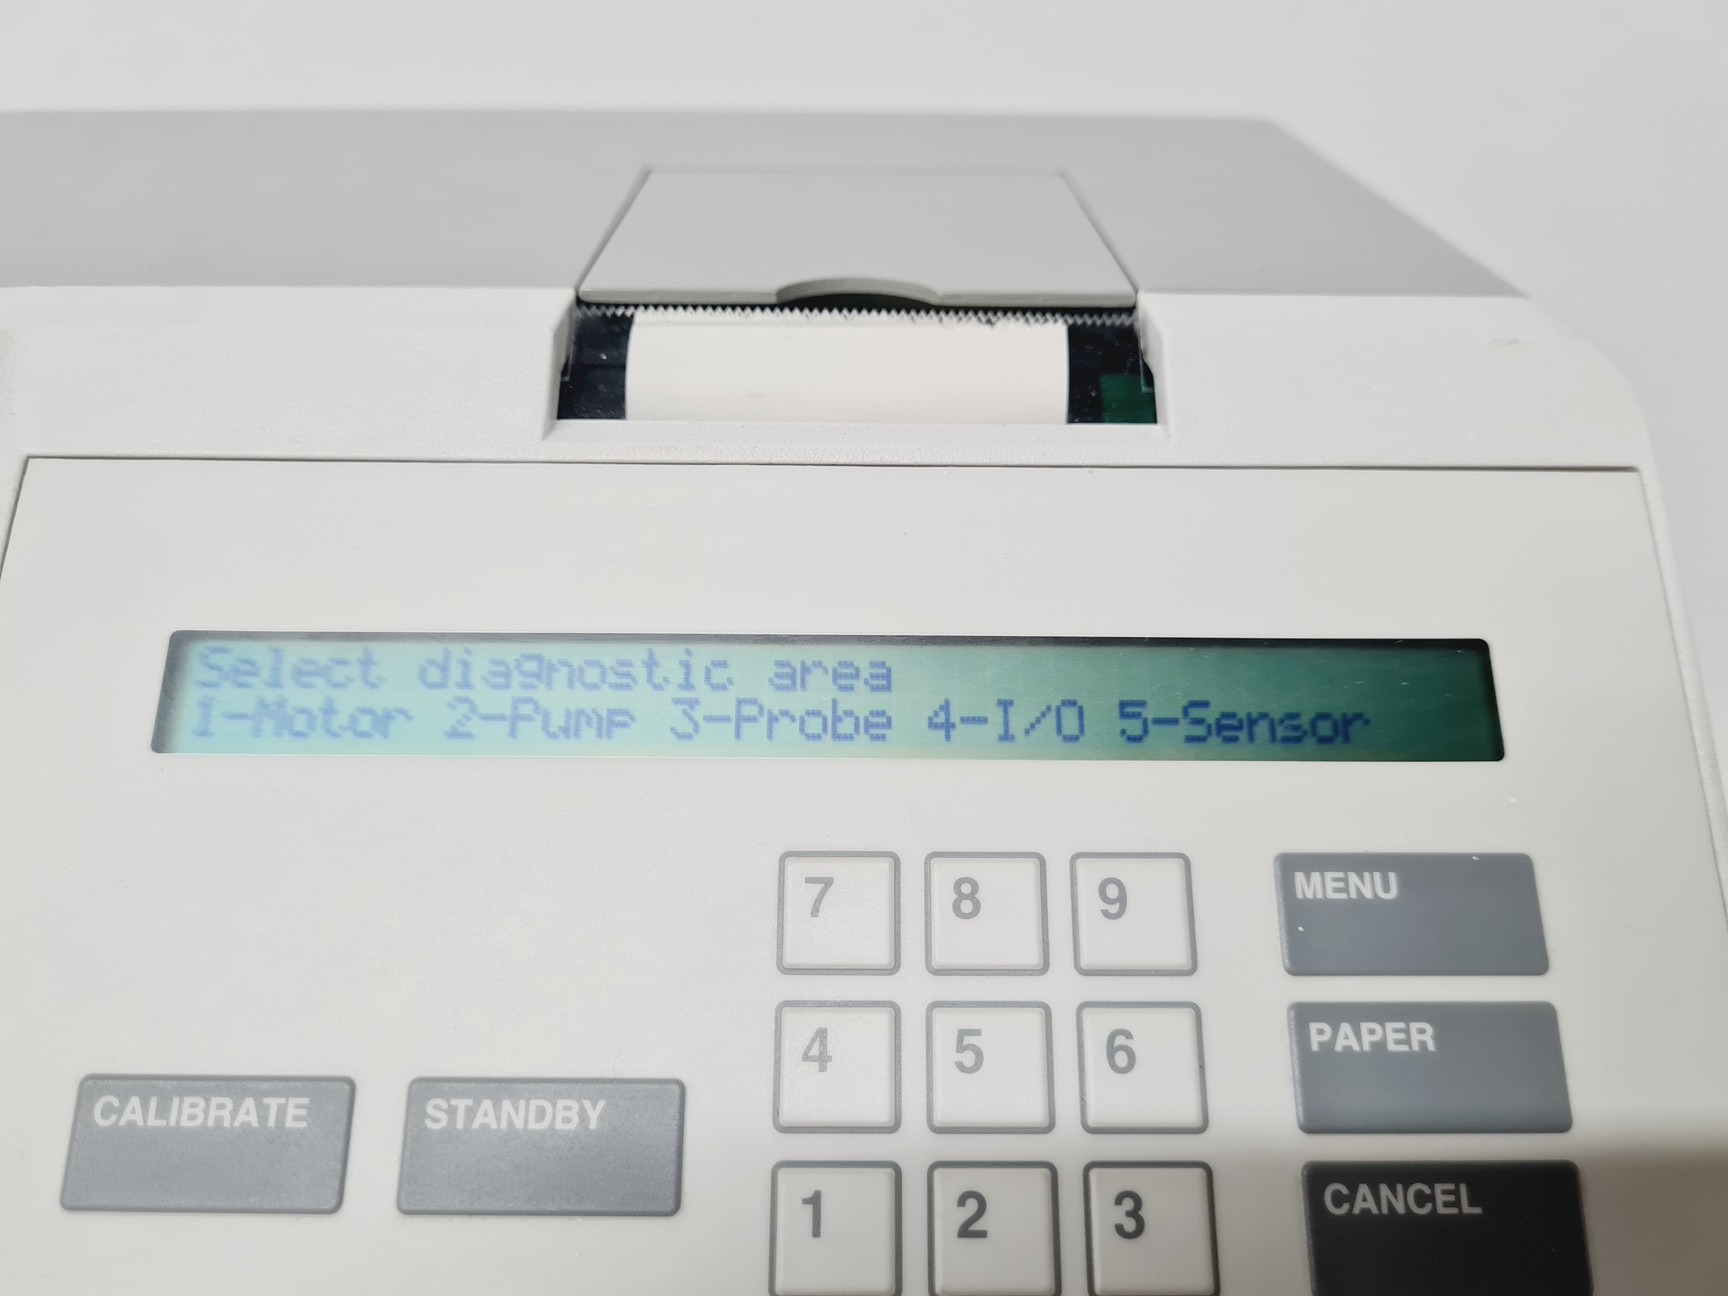 Select diagnostic area
1-Motor 2-Pump 3-Probe 4-I/O 5-Sensor
7 8 9 MENU
4 5 6 PAPER
CALIBRATE STANDBY
1 2 3 CANCEL